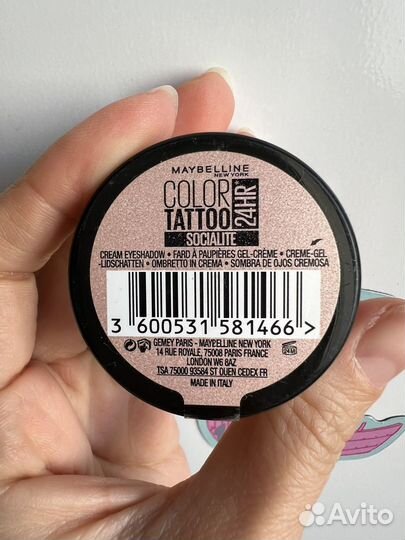 MAYBELLINE
NEW YORK
COLOR
TATTOO
24HR
SOCIALITE
CREAM EYESHADOW • FARD À PAUPIÈRES GEL-CRÈME • CREME-GEL
-LIDSCHATTEN • OMBRETTO IN CREMA • SOMBRA DE OJOS CREMOSA
3 600531 581466 >
GEMEY PARIS - MAYBELLINE NEW YORK
14 RUE ROYALE, 75008 PARIS FRANCE
LONDON W6 8AZ
TSA 75000 93584 ST OUEN CEDEX FR
MADE IN ITALY
24 M
Avito